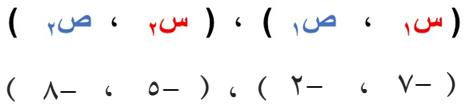 ( س١ ، ص١ ) ، ( س٢ ، ص٢ )
( –٧ ، –٢ ) ، ( –٥ ، –٨ )